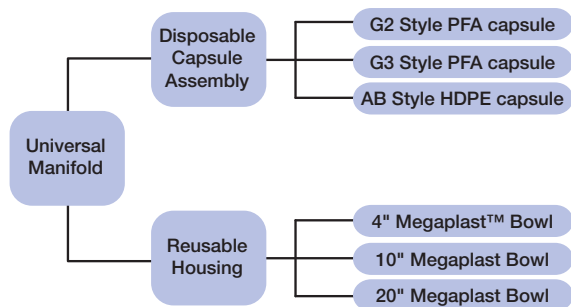 Universal
Manifold
Disposable
Capsule
Assembly
G2 Style PFA capsule
G3 Style PFA capsule
AB Style HDPE capsule
Reusable
Housing
4" Megaplast™ Bowl
10" Megaplast Bowl
20" Megaplast Bowl